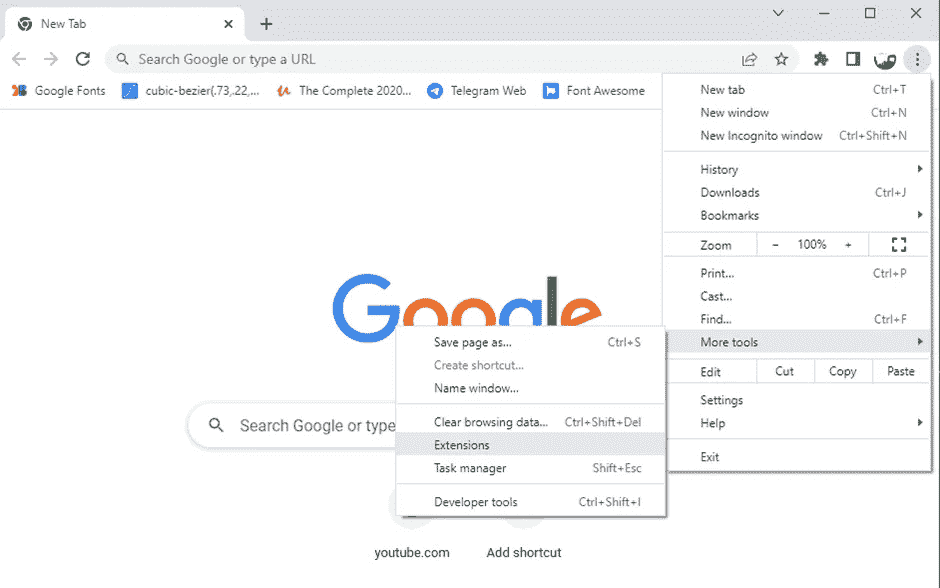 New Tab
Search Google or type a URL
Google Fonts cubic-bezier(.73,.22,... The Complete 2020... Telegram Web Font Awesome
New tab Ctrl+T
New window Ctrl+N
New Incognito window Ctrl+Shift+N
History
Downloads Ctrl+J
Bookmarks
Zoom - 100% +
Print... Ctrl+P
Cast...
Find... Ctrl+F
More tools
Edit Cut Copy Paste
Settings
Help
Exit
Google
Save page as... Ctrl+S
Create shortcut...
Name window...
Clear browsing data... Ctrl+Shift+Del
Extensions
Task manager Shift+Esc
Developer tools Ctrl+Shift+I
Search Google or type
youtube.com Add shortcut